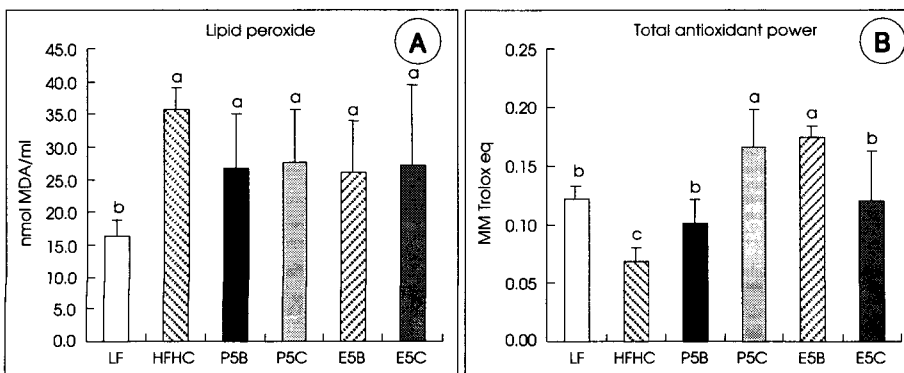 Lipid peroxide
A
nmol MDA/ml
45.0
40.0
35.0
30.0
25.0
20.0
15.0
10.0
5.0
0.0
b
a
a
a
a
a
LF HFHC P5B P5C E5B E5C
Total antioxidant power
B
MM Trolox eq
0.25
0.20
0.15
0.10
0.05
0.00
b
c
b
a
a
b
LF HFHC P5B P5C E5B E5C